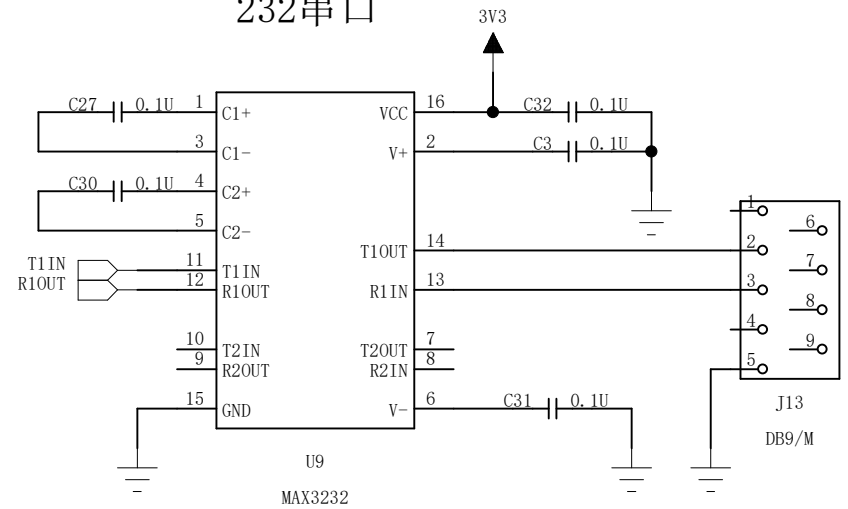 232串口
3V3
C27 0.1U 1 C1+ VCC 16 C32 0.1U
3 C1- V+ 2 C3 0.1U
C30 0.1U 4 C2+
5 C2-
T1IN 11 T1IN T1OUT 14
R1OUT 12 R1OUT R1IN 13
10 T2IN T2OUT 7
9 R2OUT R2IN 8
15 GND V- 6 C31 0.1U
U9
MAX3232
1
6
2
7
3
8
4
9
5
J13
DB9/M